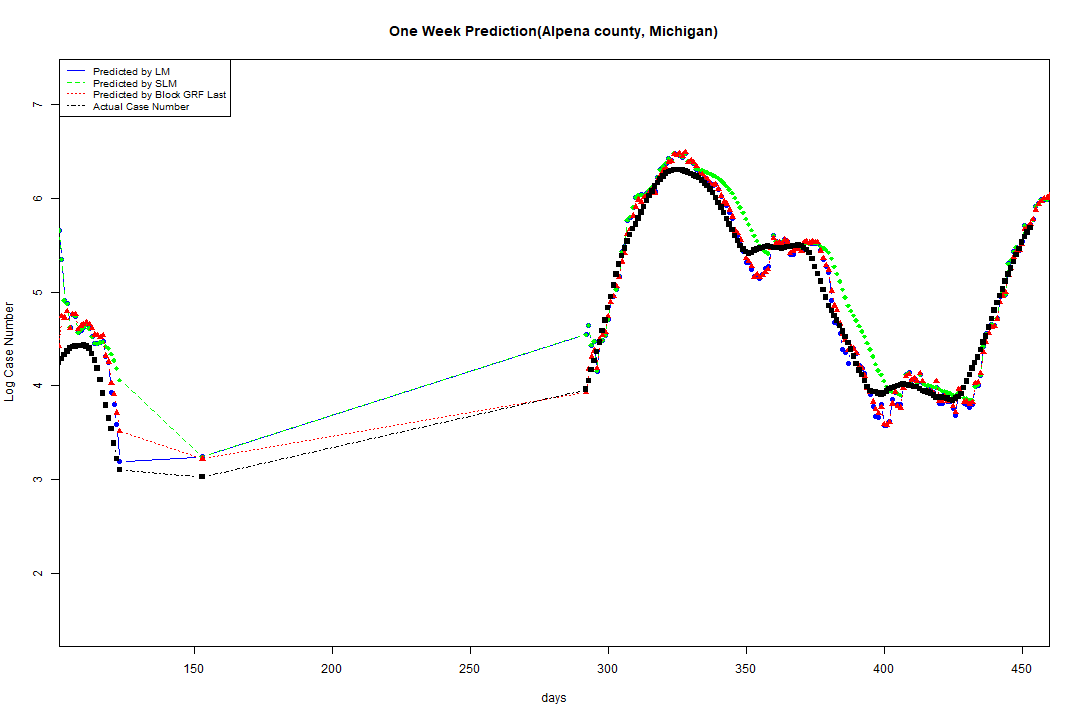 One Week Prediction(Alpena county, Michigan)
Predicted by LM
Predicted by SLM
Predicted by Block GRF Last
Actual Case Number
7
6
5
4
3
2
Log Case Number
150 200 250 300 350 400 450
days